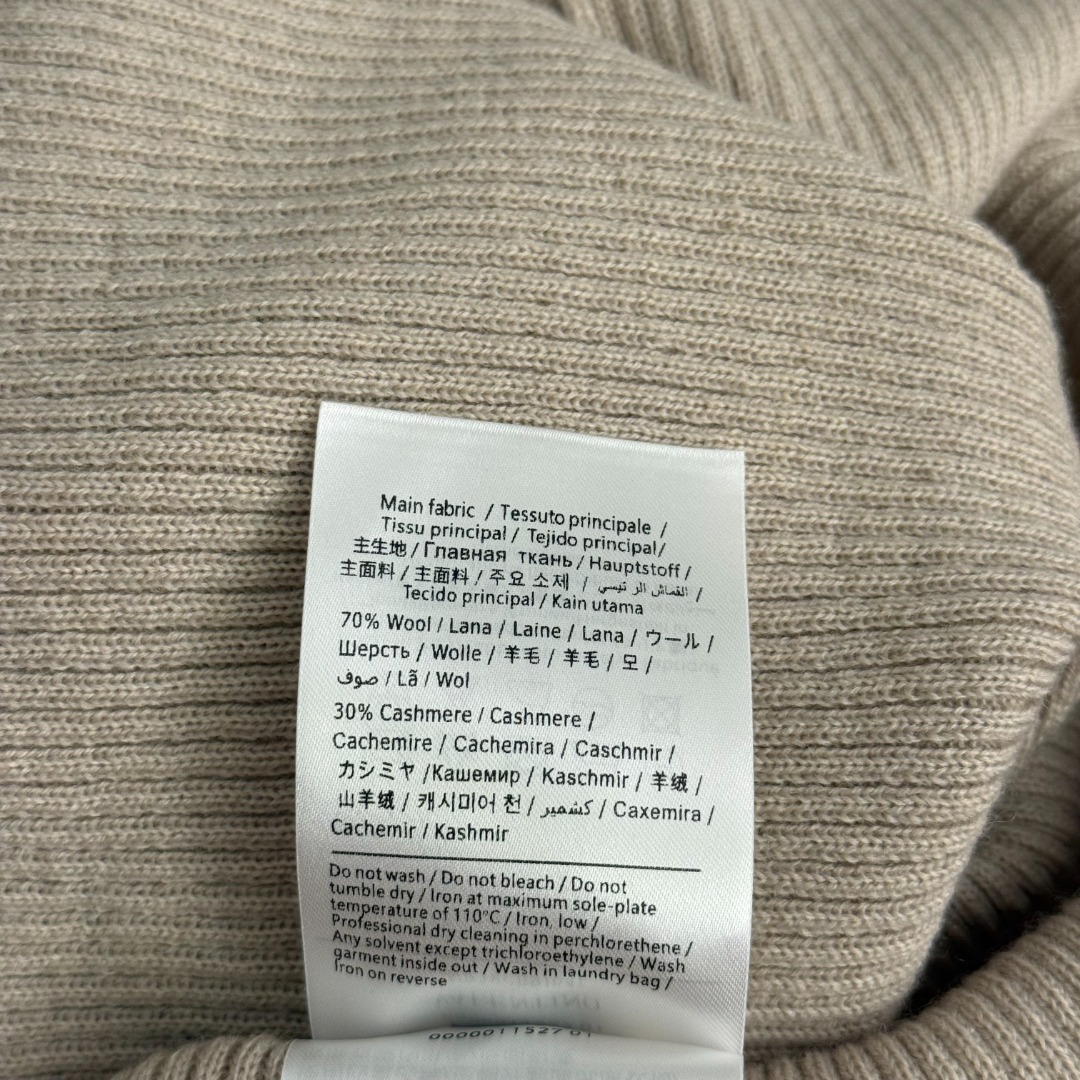 Main fabric / Tessuto principale /
Tissu principal / Tejido principal/
主生地 / Главная ткань / Hauptstoff /
主面料 / 主面料 / 주요 소제 / القماش الر ئيسي /
Tecido principal / Kain utama
70% Wool / Lana / Laine / Lana / ウール /
Шерсть / Wolle / 羊毛 / 羊毛 / 모 /
صوف / Lã / Wol
30% Cashmere / Cashmere /
Cachemire / Cachemira / Caschmir /
カシミヤ /Кашемир / Kaschmir / 羊绒 /
山羊绒 / 캐시미어 천 / كشمير / Caxemira /
Cachemir / Kashmir
Do not wash / Do not bleach / Do not
tumble dry / Iron at maximum sole-plate
temperature of 110°C / Iron, low /
Professional dry cleaning in perchlorethene /
Any solvent except trichloroethylene / Wash
garment inside out / Wash in laundry bag /
Iron on reverse